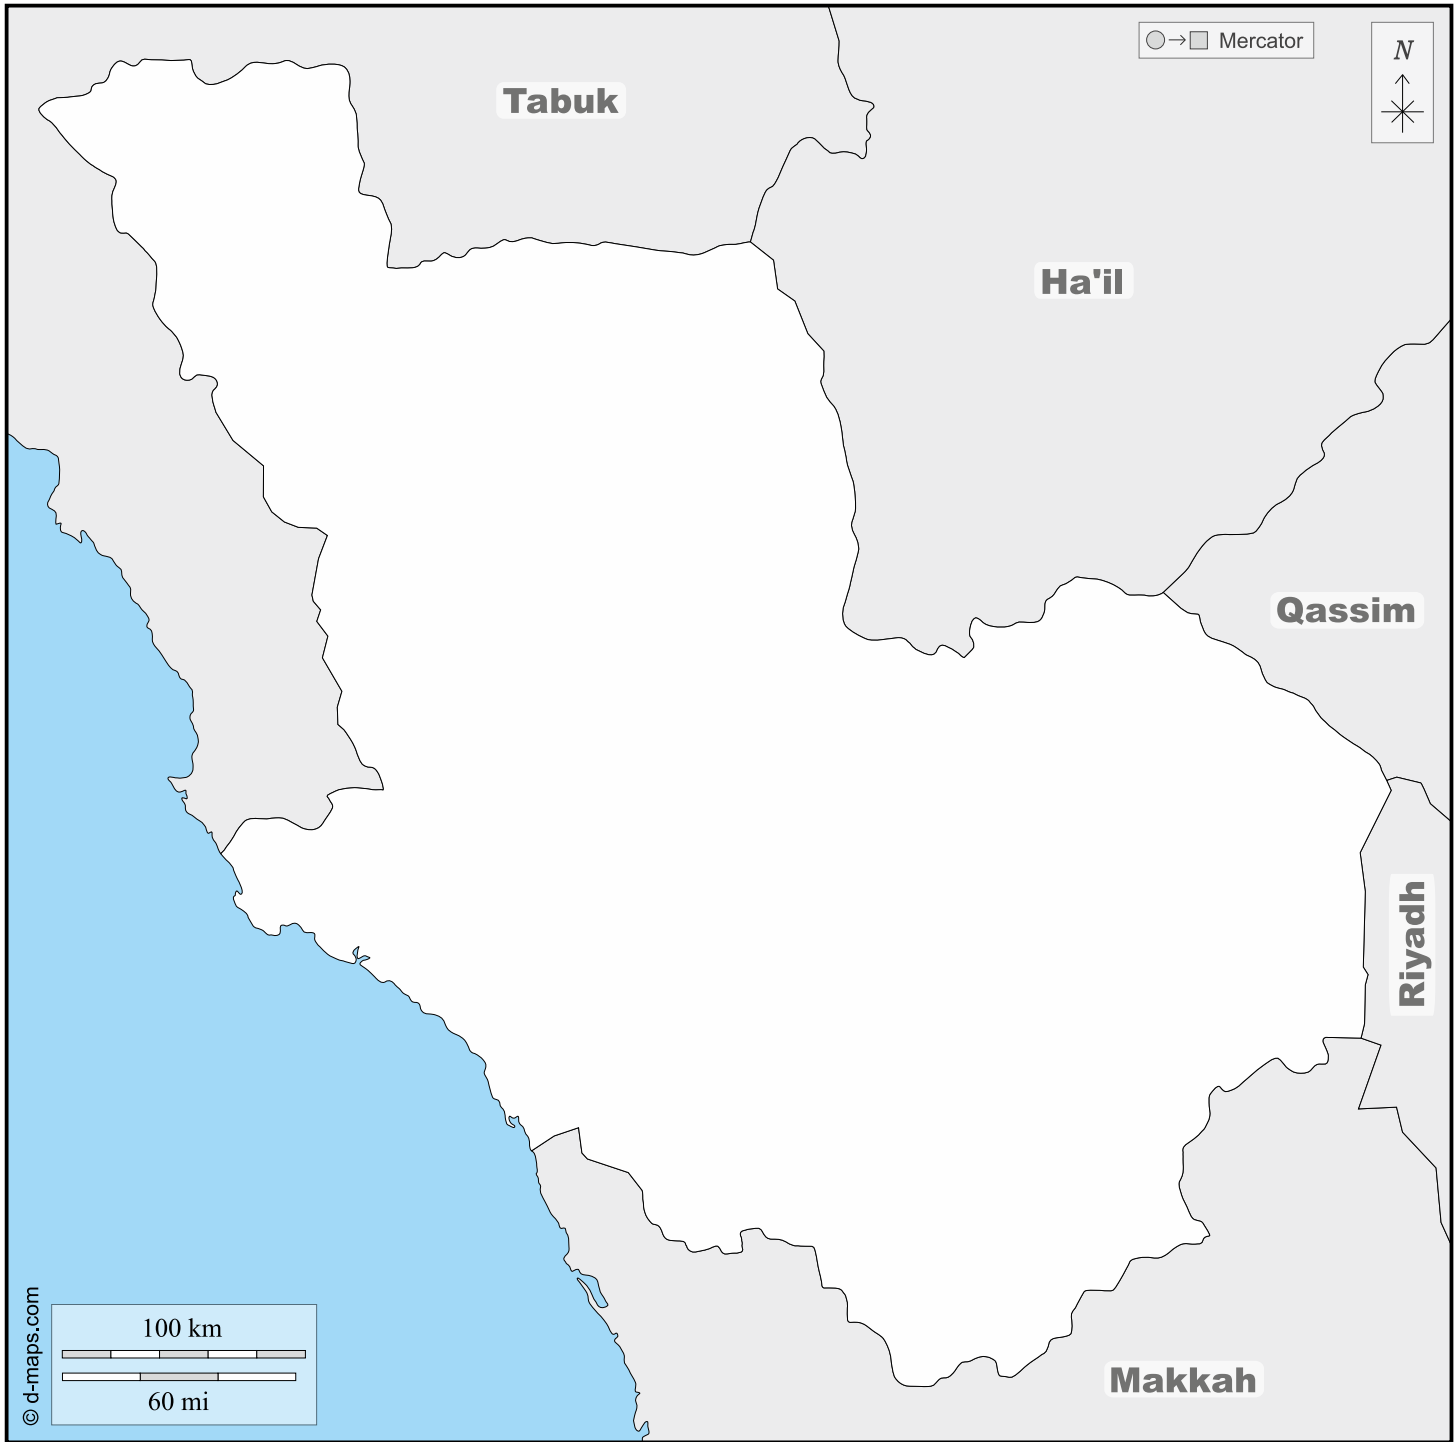 Mercator
N
Tabuk
Ha'il
Qassim
Riyadh
Makkah
100 km
60 mi
© d-maps.com